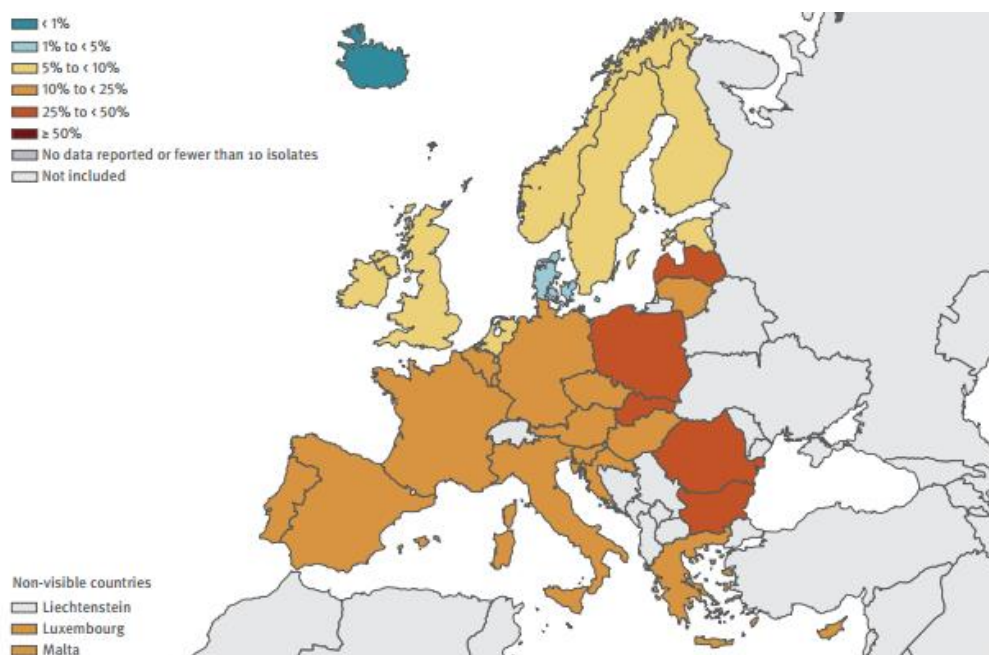 < 1%
1% to < 5%
5% to < 10%
10% to < 25%
25% to < 50%
≥ 50%
No data reported or fewer than 10 isolates
Not included
Non-visible countries
Liechtenstein
Luxembourg
Malta